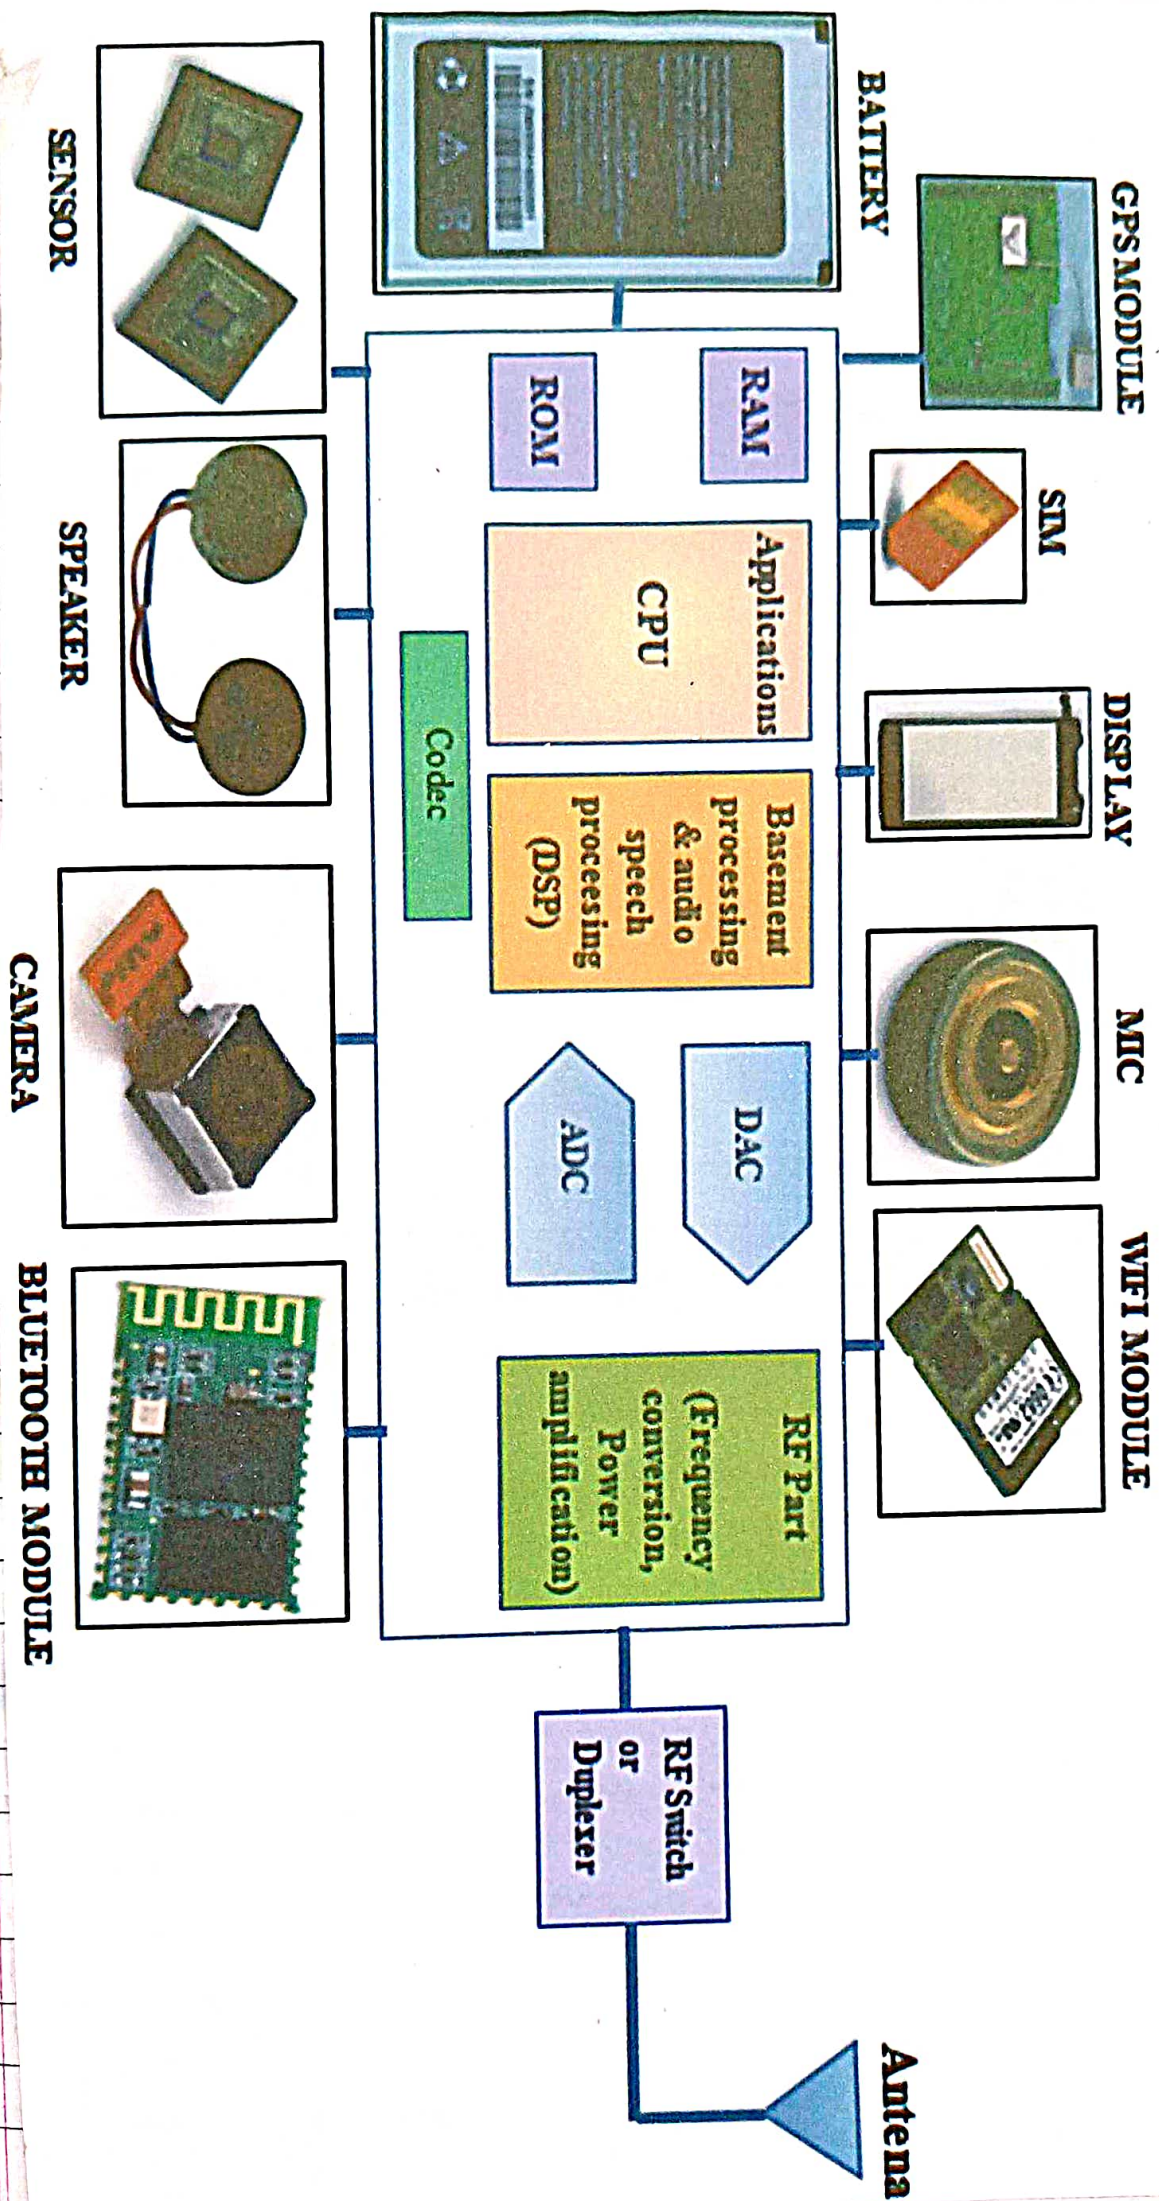 GPS MODULE
SIM
DISPLAY
MIC
WIFI MODULE
BATTERY
RAM
ROM
Applications
CPU
Basement
processing
& audio
speech
proceesing
(DSP)
Codec
DAC
ADC
RF Part
(Frequency
conversion,
Power
amplification)
RF Switch
or
Duplexer
Antena
SENSOR
SPEAKER
CAMERA
BLUETOOTH MODULE